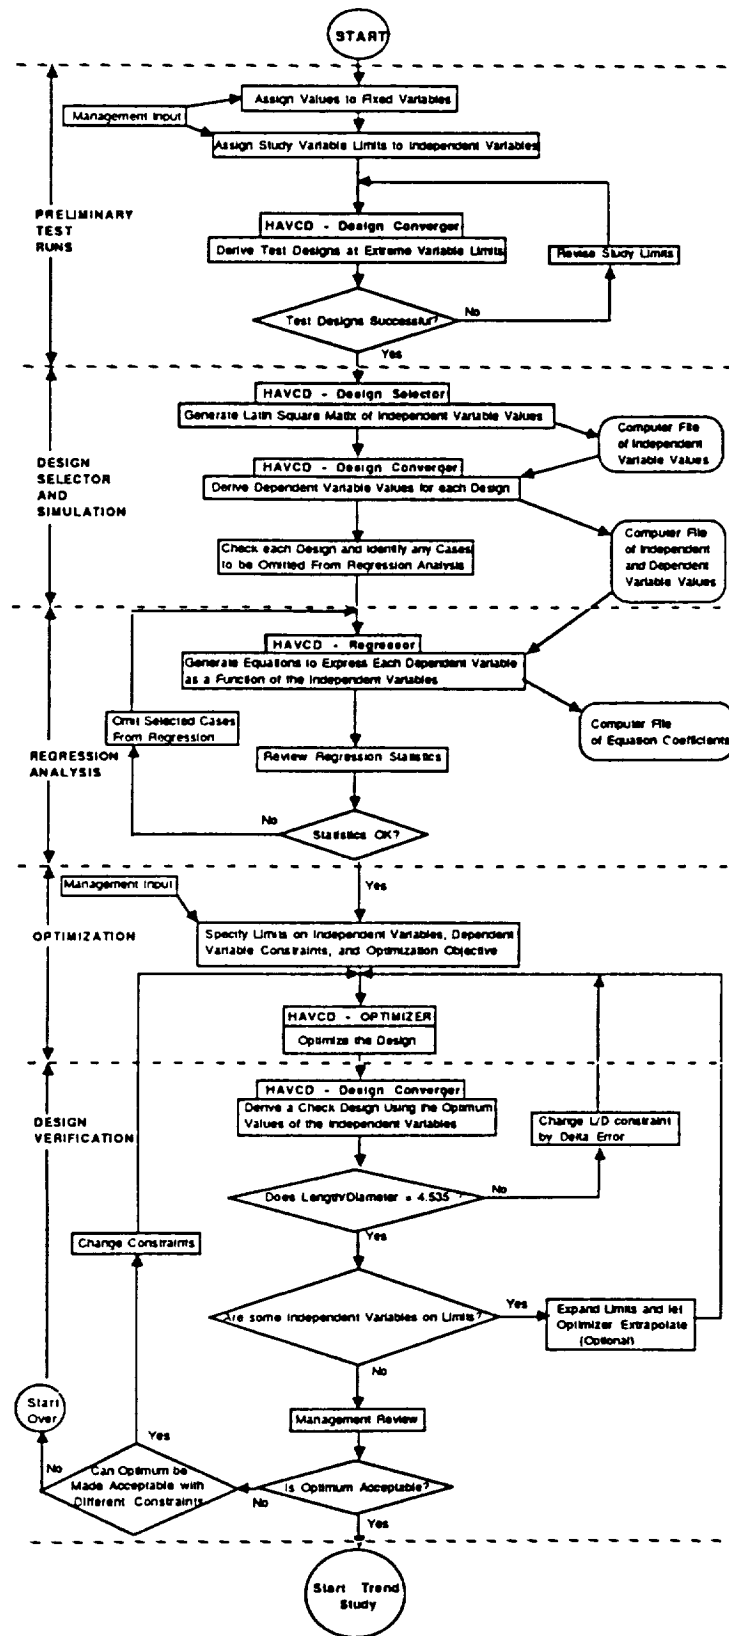 START
Assign Values to Fixed Variables
Management Input
Assign Study Variable Limits to Independent Variables
PRELIMINARY
TEST
RUNS
HAVCD - Design Converger
Derive Test Designs at Extreme Variable Limits
Revise Study Limits
Test Designs Successful?
No
Yes
HAVCD - Design Selector
Generate Latin Square Matix of Independent Variable Values
Computer File
of Independent
Variable Values
DESIGN
SELECTOR
AND
SIMULATION
HAVCD - Design Converger
Derive Dependent Variable Values for each Design
Computer File
of Independent
and Dependent
Variable Values
Check each Design and Identify any Cases
to be Omitted From Regression Analysis
HAVCD - Regressor
Generate Equations to Express Each Dependent Variable
as a Function of the Independent Variables
Omit Selected Cases
From Regression
Computer File
of Equation Coefficients
REGRESSION
ANALYSIS
Review Regression Statistics
No
Statistics OK?
Yes
Management Input
OPTIMIZATION
Specify Limits on Independent Variables, Dependent
Variable Constraints, and Optimization Objective
HAVCD - OPTIMIZER
Optimize the Design
DESIGN
VERIFICATION
HAVCD - Design Converger
Derive a Check Design Using the Optimum
Values of the Independent Variables
Change L/D constraint
by Delta Error
Does Length/Diameter = 4.535
No
Yes
Change Constraints
Are some Independent Variables on Limits?
Yes
Expand Limits and let
Optimizer Extrapolate
(Optional)
No
Start
Over
Management Review
Yes
No
Can Optimum be
Made Acceptable with
Different Constraints
No
Is Optimum Acceptable?
Yes
Start Trend
Study